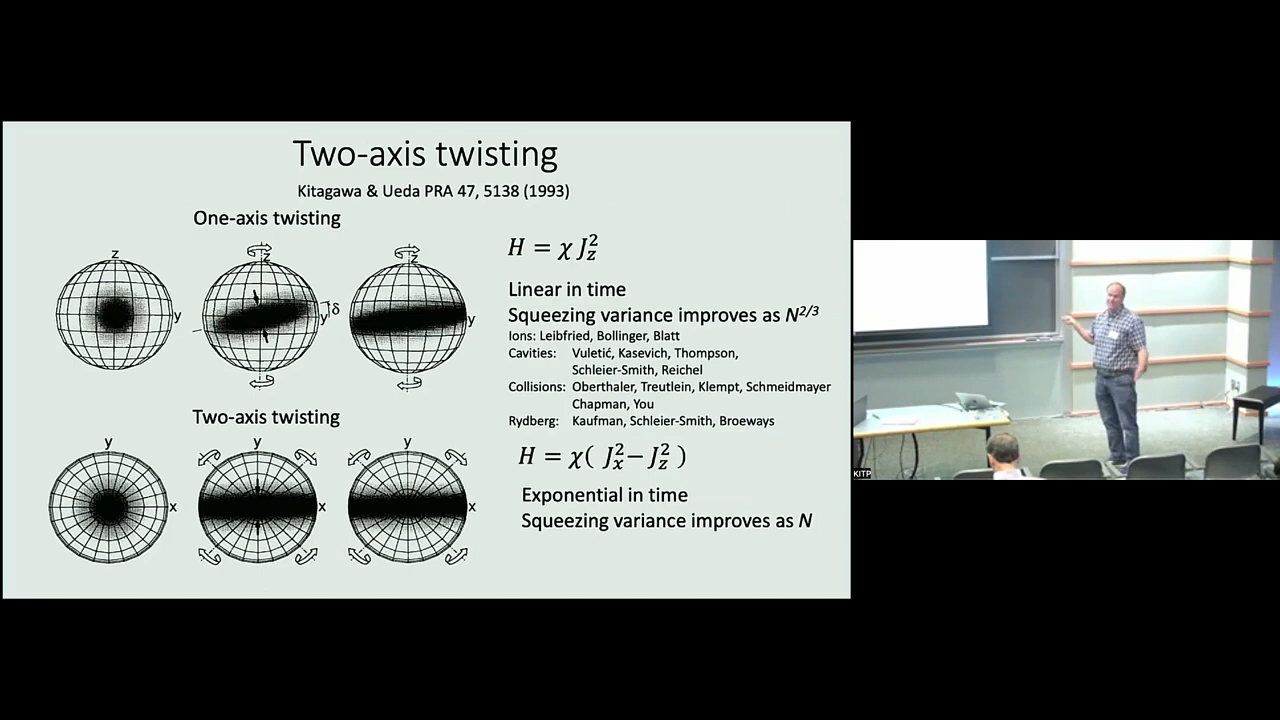 Two-axis twisting
Kitagawa & Ueda PRA 47, 5138 (1993)
One-axis twisting
z
y
z
y
δ
z
y
H = χ J_z^2
Linear in time
Squeezing variance improves as N^{2/3}
Ions: Leibfried, Bollinger, Blatt
Cavities: Vuletić, Kasevich, Thompson,
Schleier-Smith, Reichel
Collisions: Oberthaler, Treutlein, Klempt, Schmeidmayer
Chapman, You
Rydberg: Kaufman, Schleier-Smith, Broeways
Two-axis twisting
y
x
y
x
y
x
H = χ( J_x^2 − J_z^2 )
Exponential in time
Squeezing variance improves as N
KITP